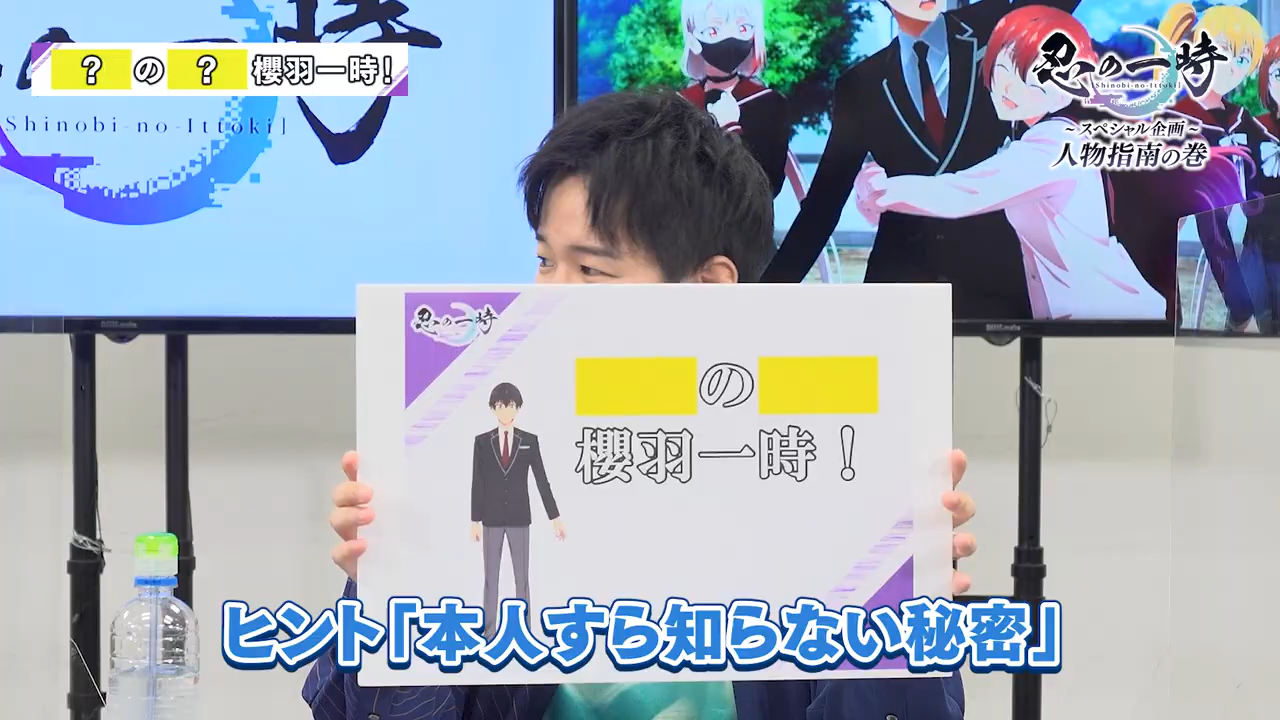 ？の？櫻羽一時！
Shinobi-no-Ittoki]
時
忍の一時
[Shinobi-no-Ittoki]
～スペシャル企画～
人物指南の巻
忍の一時
の
櫻羽一時！
ヒント「本人すら知らない秘密」